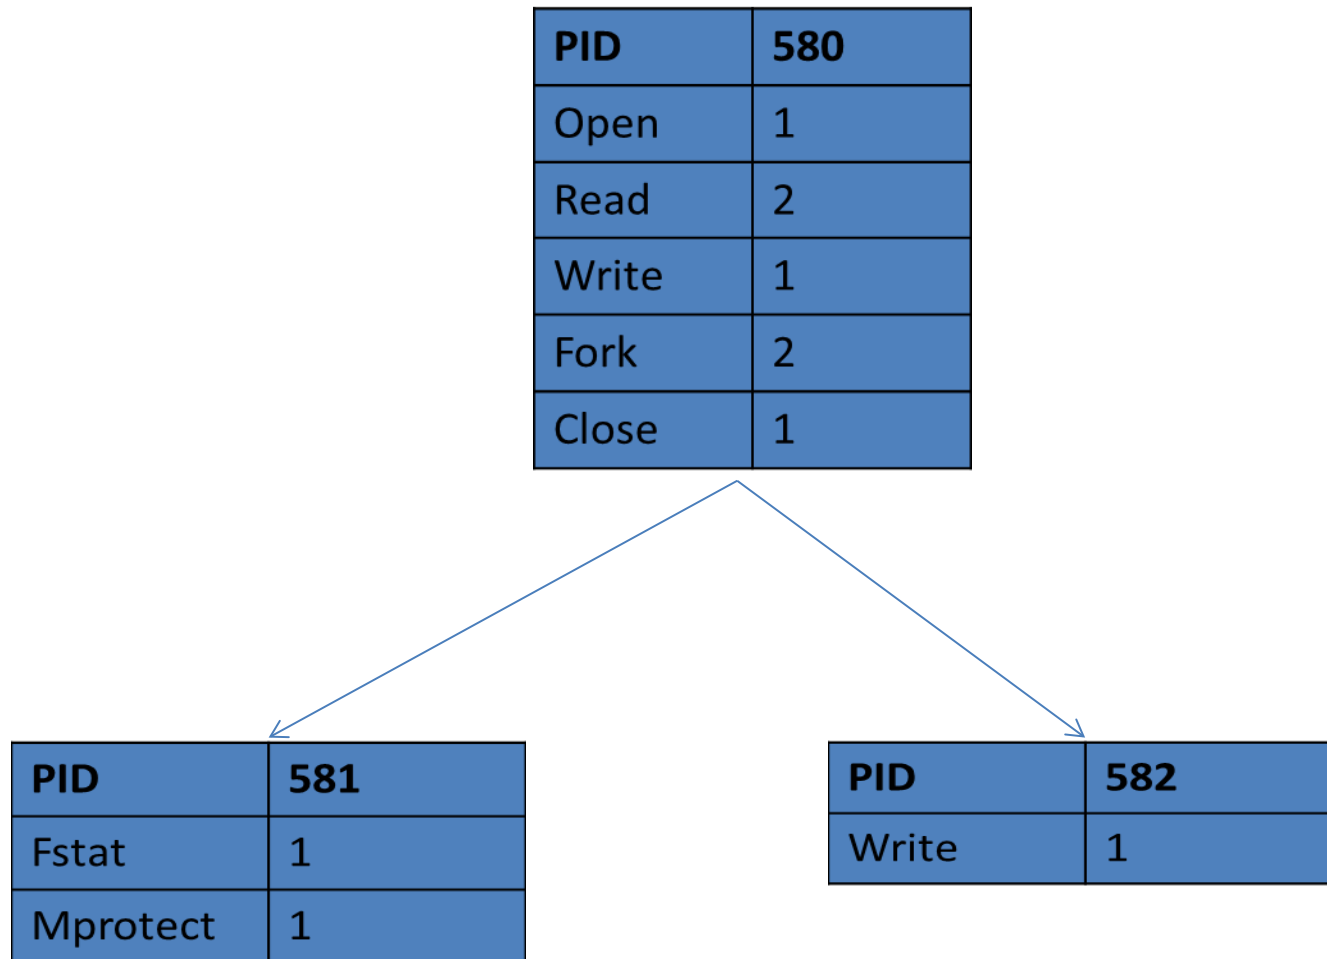 PID 580
Open 1
Read 2
Write 1
Fork 2
Close 1
PID 581
Fstat 1
Mprotect 1
PID 582
Write 1